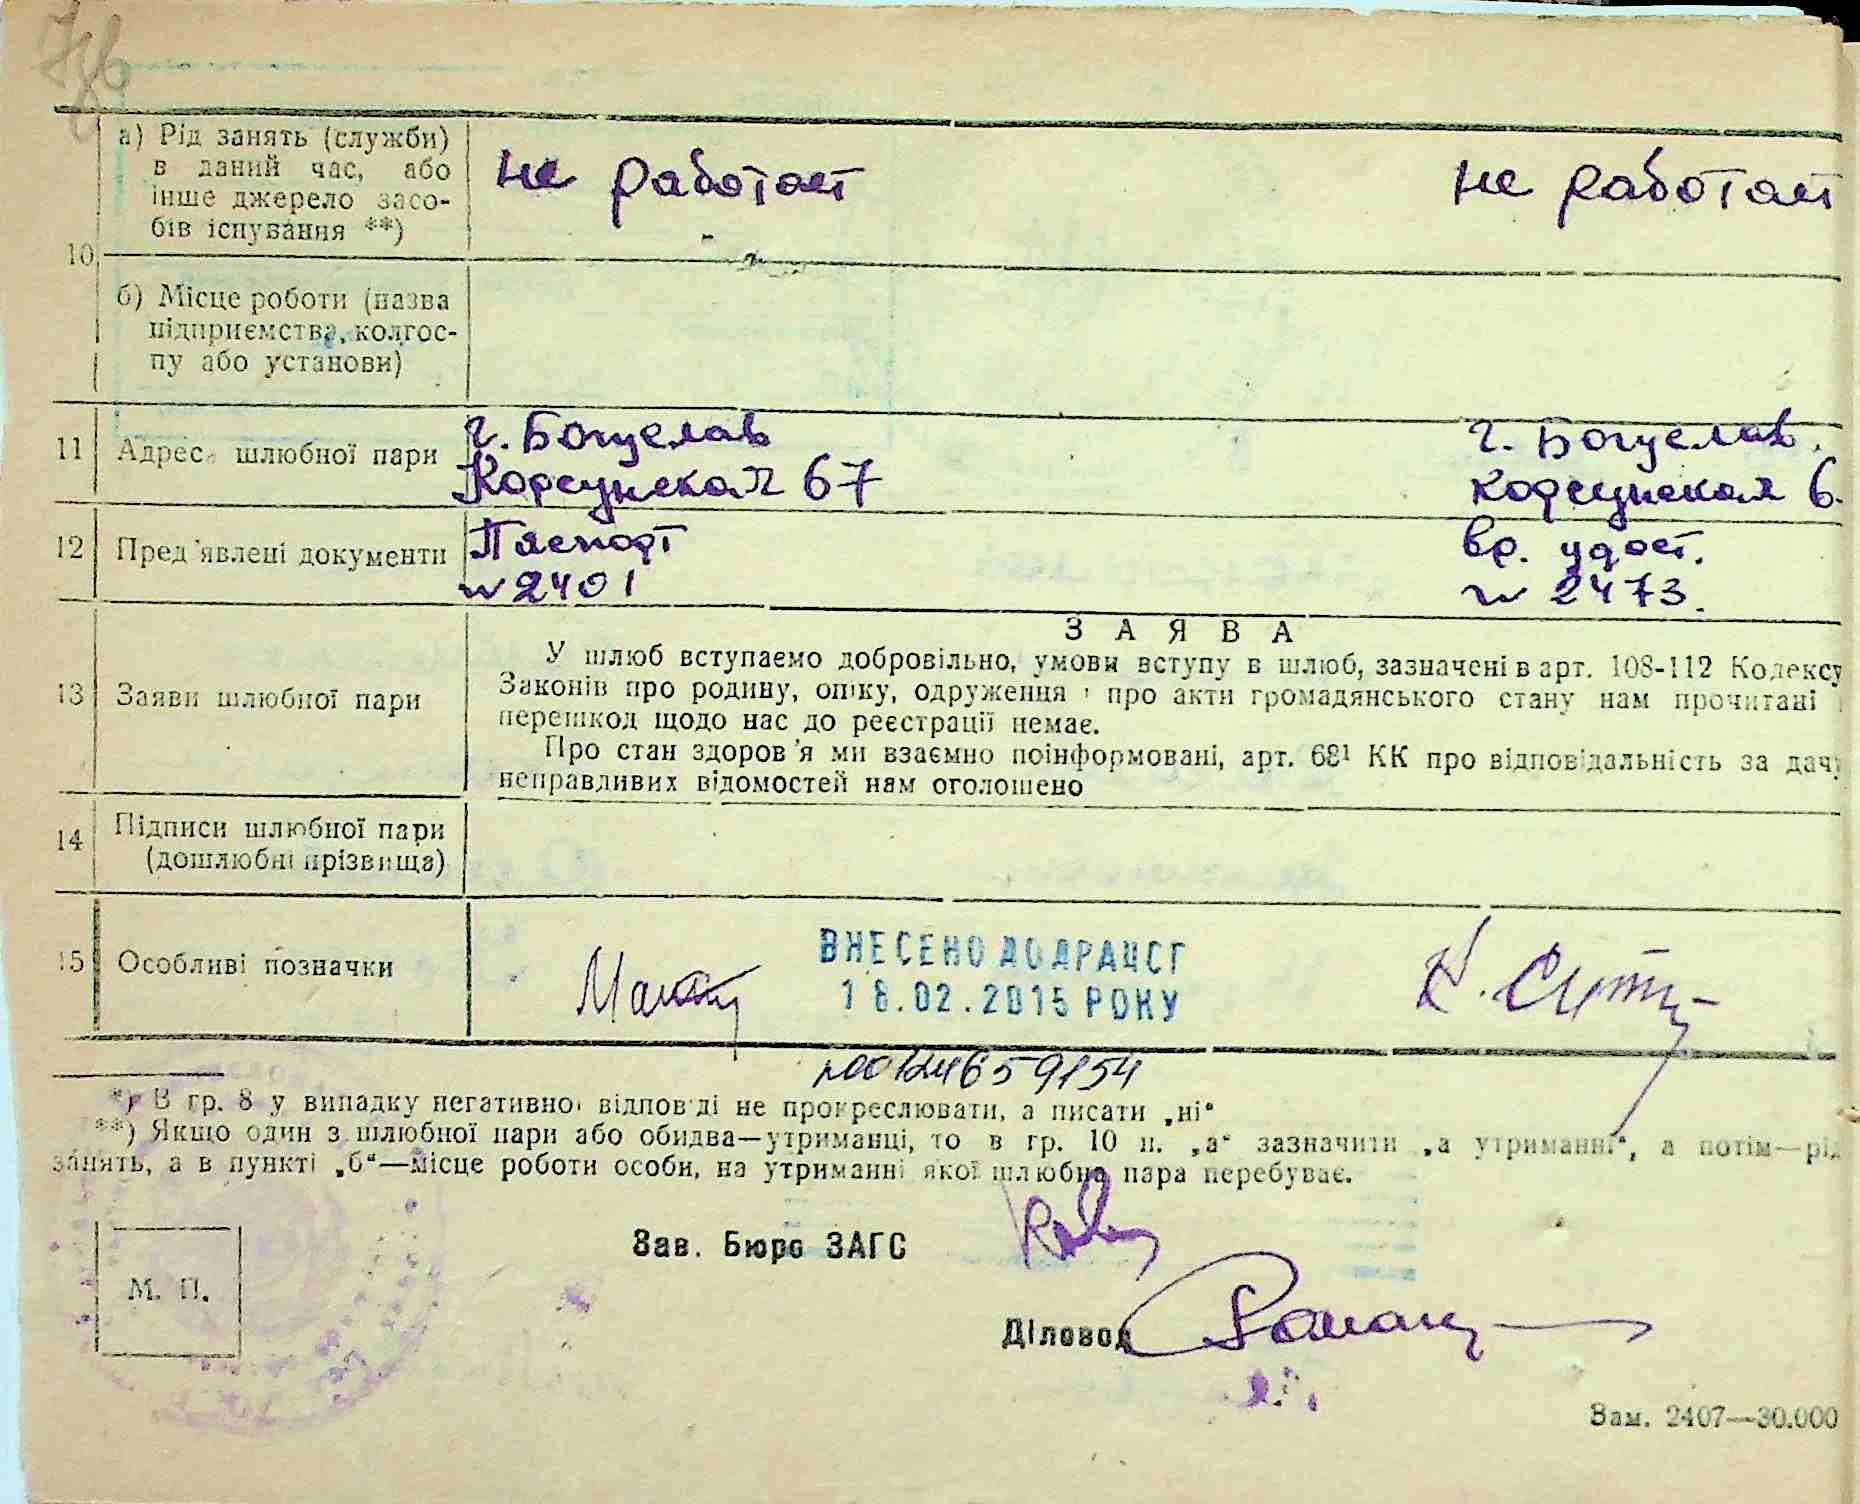 а) Рід занять (служби)
в даний час, або
інше джерело засо-
бів існування **)
не работает
не работает
10
б) Місце роботи (назва
підприємства, колгос-
пу або установи)
11
Адреса шлюбної пари
г. Богуслав
Корсунская 67
г. Богуслав.
Корсунская 6
12
Пред'явлені документи
Паспорт
№ 2401
вр. удост.
№ 2473.
13
Заяви шлюбної пари
ЗАЯВА
У шлюб вступаємо добровільно, умови вступу в шлюб, зазначені в арт. 108-112 Кодексу
Законів про родину, опіку, одруження і про акти громадянського стану нам прочитані і
перешкод щодо нас до реєстрації немає.
Про стан здоров'я ми взаємно поінформовані, арт. 68¹ КК про відповідальність за дачу
неправдивих відомостей нам оголошено
14
Підписи шлюбної пари
(дошлюбні прізвища)
15
Особливі позначки
ВНЕСЕНО ДО ДРАЦСГ
18.02.2015 РОКУ
№00124659154
*) В гр. 8 у випадку негативної відповіді не прокреслювати, а писати „ні"
**) Якщо один з шлюбної пари або обидва—утриманці, то в гр. 10 п. „а" зазначити „а утриманні", а потім—рід
занять, а в пункті „б"—місце роботи особи, на утриманні якої шлюбна пара перебуває.
Зав. Бюро ЗАГС
М. П.
Діловод
Зам. 2407—30.000